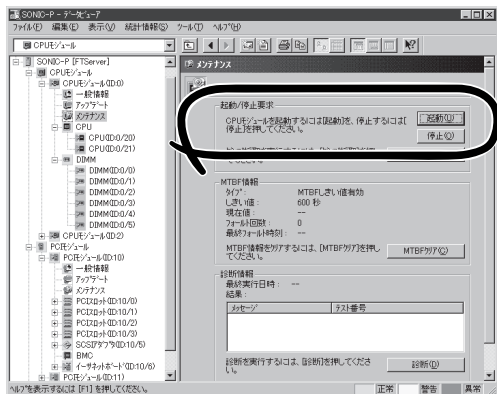 SONIC-P - データビューア
ファイル(F) 編集(E) 表示(V) 統計情報(S) ツール(T) ヘルプ(H)
CPUモジュール
SONIC-P [FTServer]
CPUモジュール
CPUモジュール(ID:0)
一般情報
アップデート
メンテナンス
CPU
CPU(ID:0/20)
CPU(ID:0/21)
DIMM
DIMM(ID:0/0)
DIMM(ID:0/1)
DIMM(ID:0/2)
DIMM(ID:0/3)
DIMM(ID:0/4)
DIMM(ID:0/5)
CPUモジュール(ID:2)
PCIモジュール
PCIモジュール(ID:10)
一般情報
アップデート
メンテナンス
PCIスロット(ID:10/0)
PCIスロット(ID:10/1)
PCIスロット(ID:10/2)
PCIスロット(ID:10/3)
SCSIアダプタ(ID:10/5)
BMC
イーサネットボード(ID:10/6)
PCIモジュール(ID:11)
メンテナンス
起動/停止要求
CPUモジュールを起動するには[起動]を、停止するには[
停止]を押してください。
起動(U)
停止(O)
MTBF情報
タイプ: MTBFしきい値有効
しきい値: 600 秒
現在値: --
フォールト回数: 0
最終フォールト時刻: --
MTBF情報をクリアするには、[MTBFクリア]を押し
てください。
MTBFクリア(C)
診断情報
最終実行日時: --
結果:
メッセージ テスト番号
診断を実行するには、[診断]を押してくださ
い。
診断(D)
ヘルプを表示するには [F1] を押してください。
正常 警告 異常